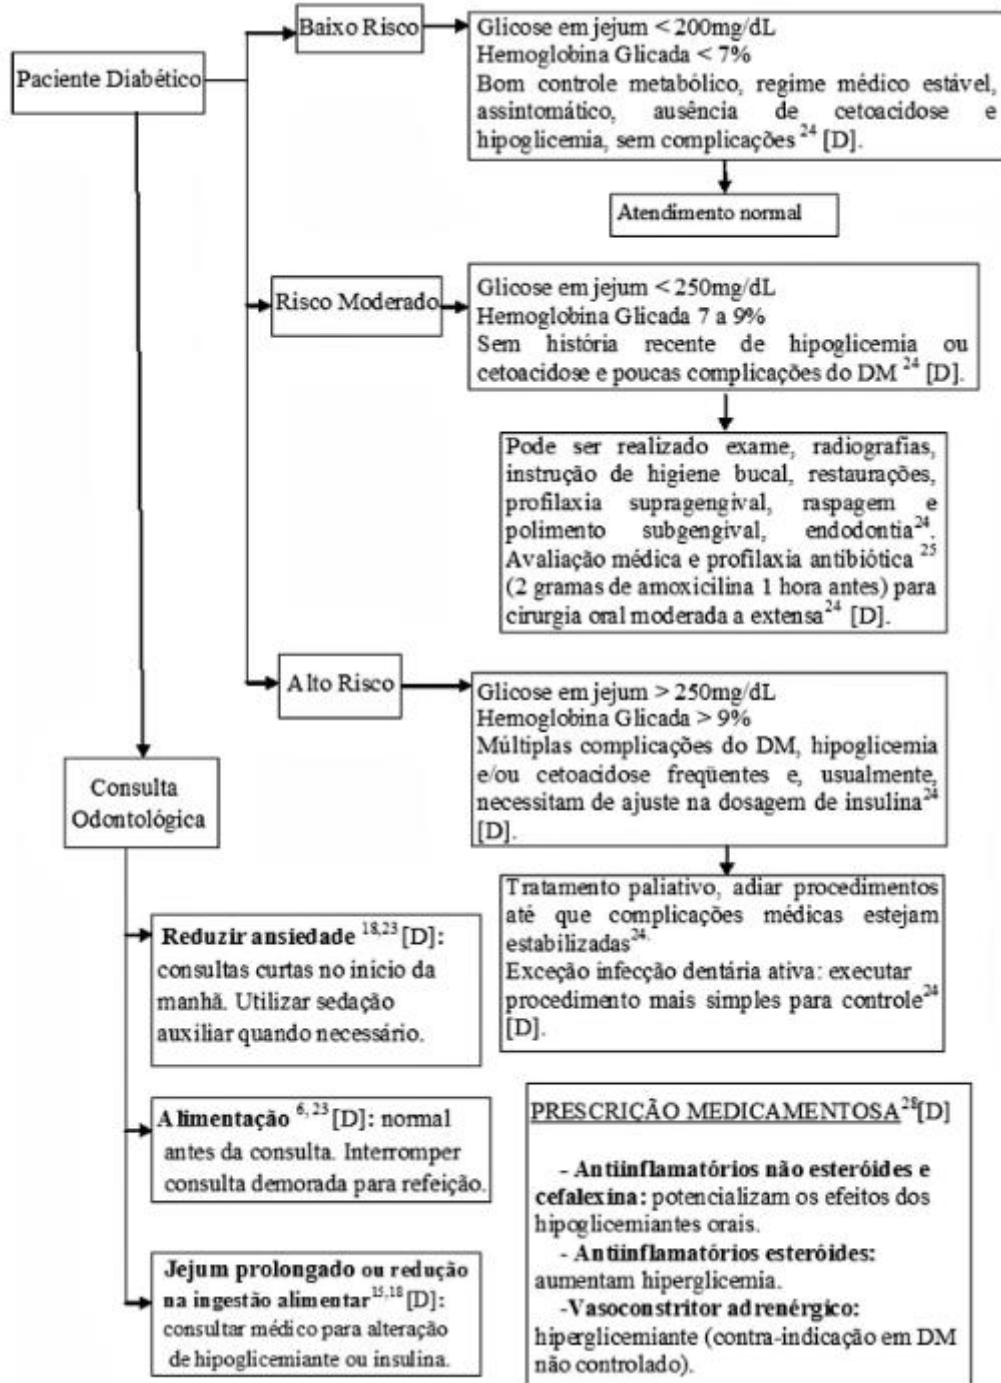 Paciente Diabético
Baixo Risco
Glicose em jejum < 200mg/dL
Hemoglobina Glicada < 7%
Bom controle metabólico, regime médico estável,
assintomático, ausência de cetoacidose e
hipoglicemia, sem complicações 24 [D].
Atendimento normal
Risco Moderado
Glicose em jejum < 250mg/dL
Hemoglobina Glicada 7 a 9%
Sem história recente de hipoglicemia ou
cetoacidose e poucas complicações do DM 24 [D].
Pode ser realizado exame, radiografias,
instrução de higiene bucal, restaurações,
profilaxia supragengival, raspagem e
polimento subgengival, endodontia24.
Avaliação médica e profilaxia antibiótica 25
(2 gramas de amoxicilina 1 hora antes) para
cirurgia oral moderada a extensa24 [D].
Alto Risco
Glicose em jejum > 250mg/dL
Hemoglobina Glicada > 9%
Múltiplas complicações do DM, hipoglicemia
e/ou cetoacidose freqüentes e, usualmente,
necessitam de ajuste na dosagem de insulina24
[D].
Tratamento paliativo, adiar procedimentos
até que complicações médicas estejam
estabilizadas24.
Exceção infecção dentária ativa: executar
procedimento mais simples para controle24
[D].
Consulta
Odontológica
Reduzir ansiedade 18,23 [D]:
consultas curtas no início da
manhã. Utilizar sedação
auxiliar quando necessário.
Alimentação 6, 23 [D]: normal
antes da consulta. Interromper
consulta demorada para refeição.
Jejum prolongado ou redução
na ingestão alimentar15,18 [D]:
consultar médico para alteração
de hipoglicemiante ou insulina.
PRESCRIÇÃO MEDICAMENTOSA28[D]
- Antiinflamatórios não esteróides e
cefalexina: potencializam os efeitos dos
hipoglicemiantes orais.
- Antiinflamatórios esteróides:
aumentam hiperglicemia.
-Vasoconstritor adrenérgico:
hiperglicemiante (contra-indicação em DM
não controlado).